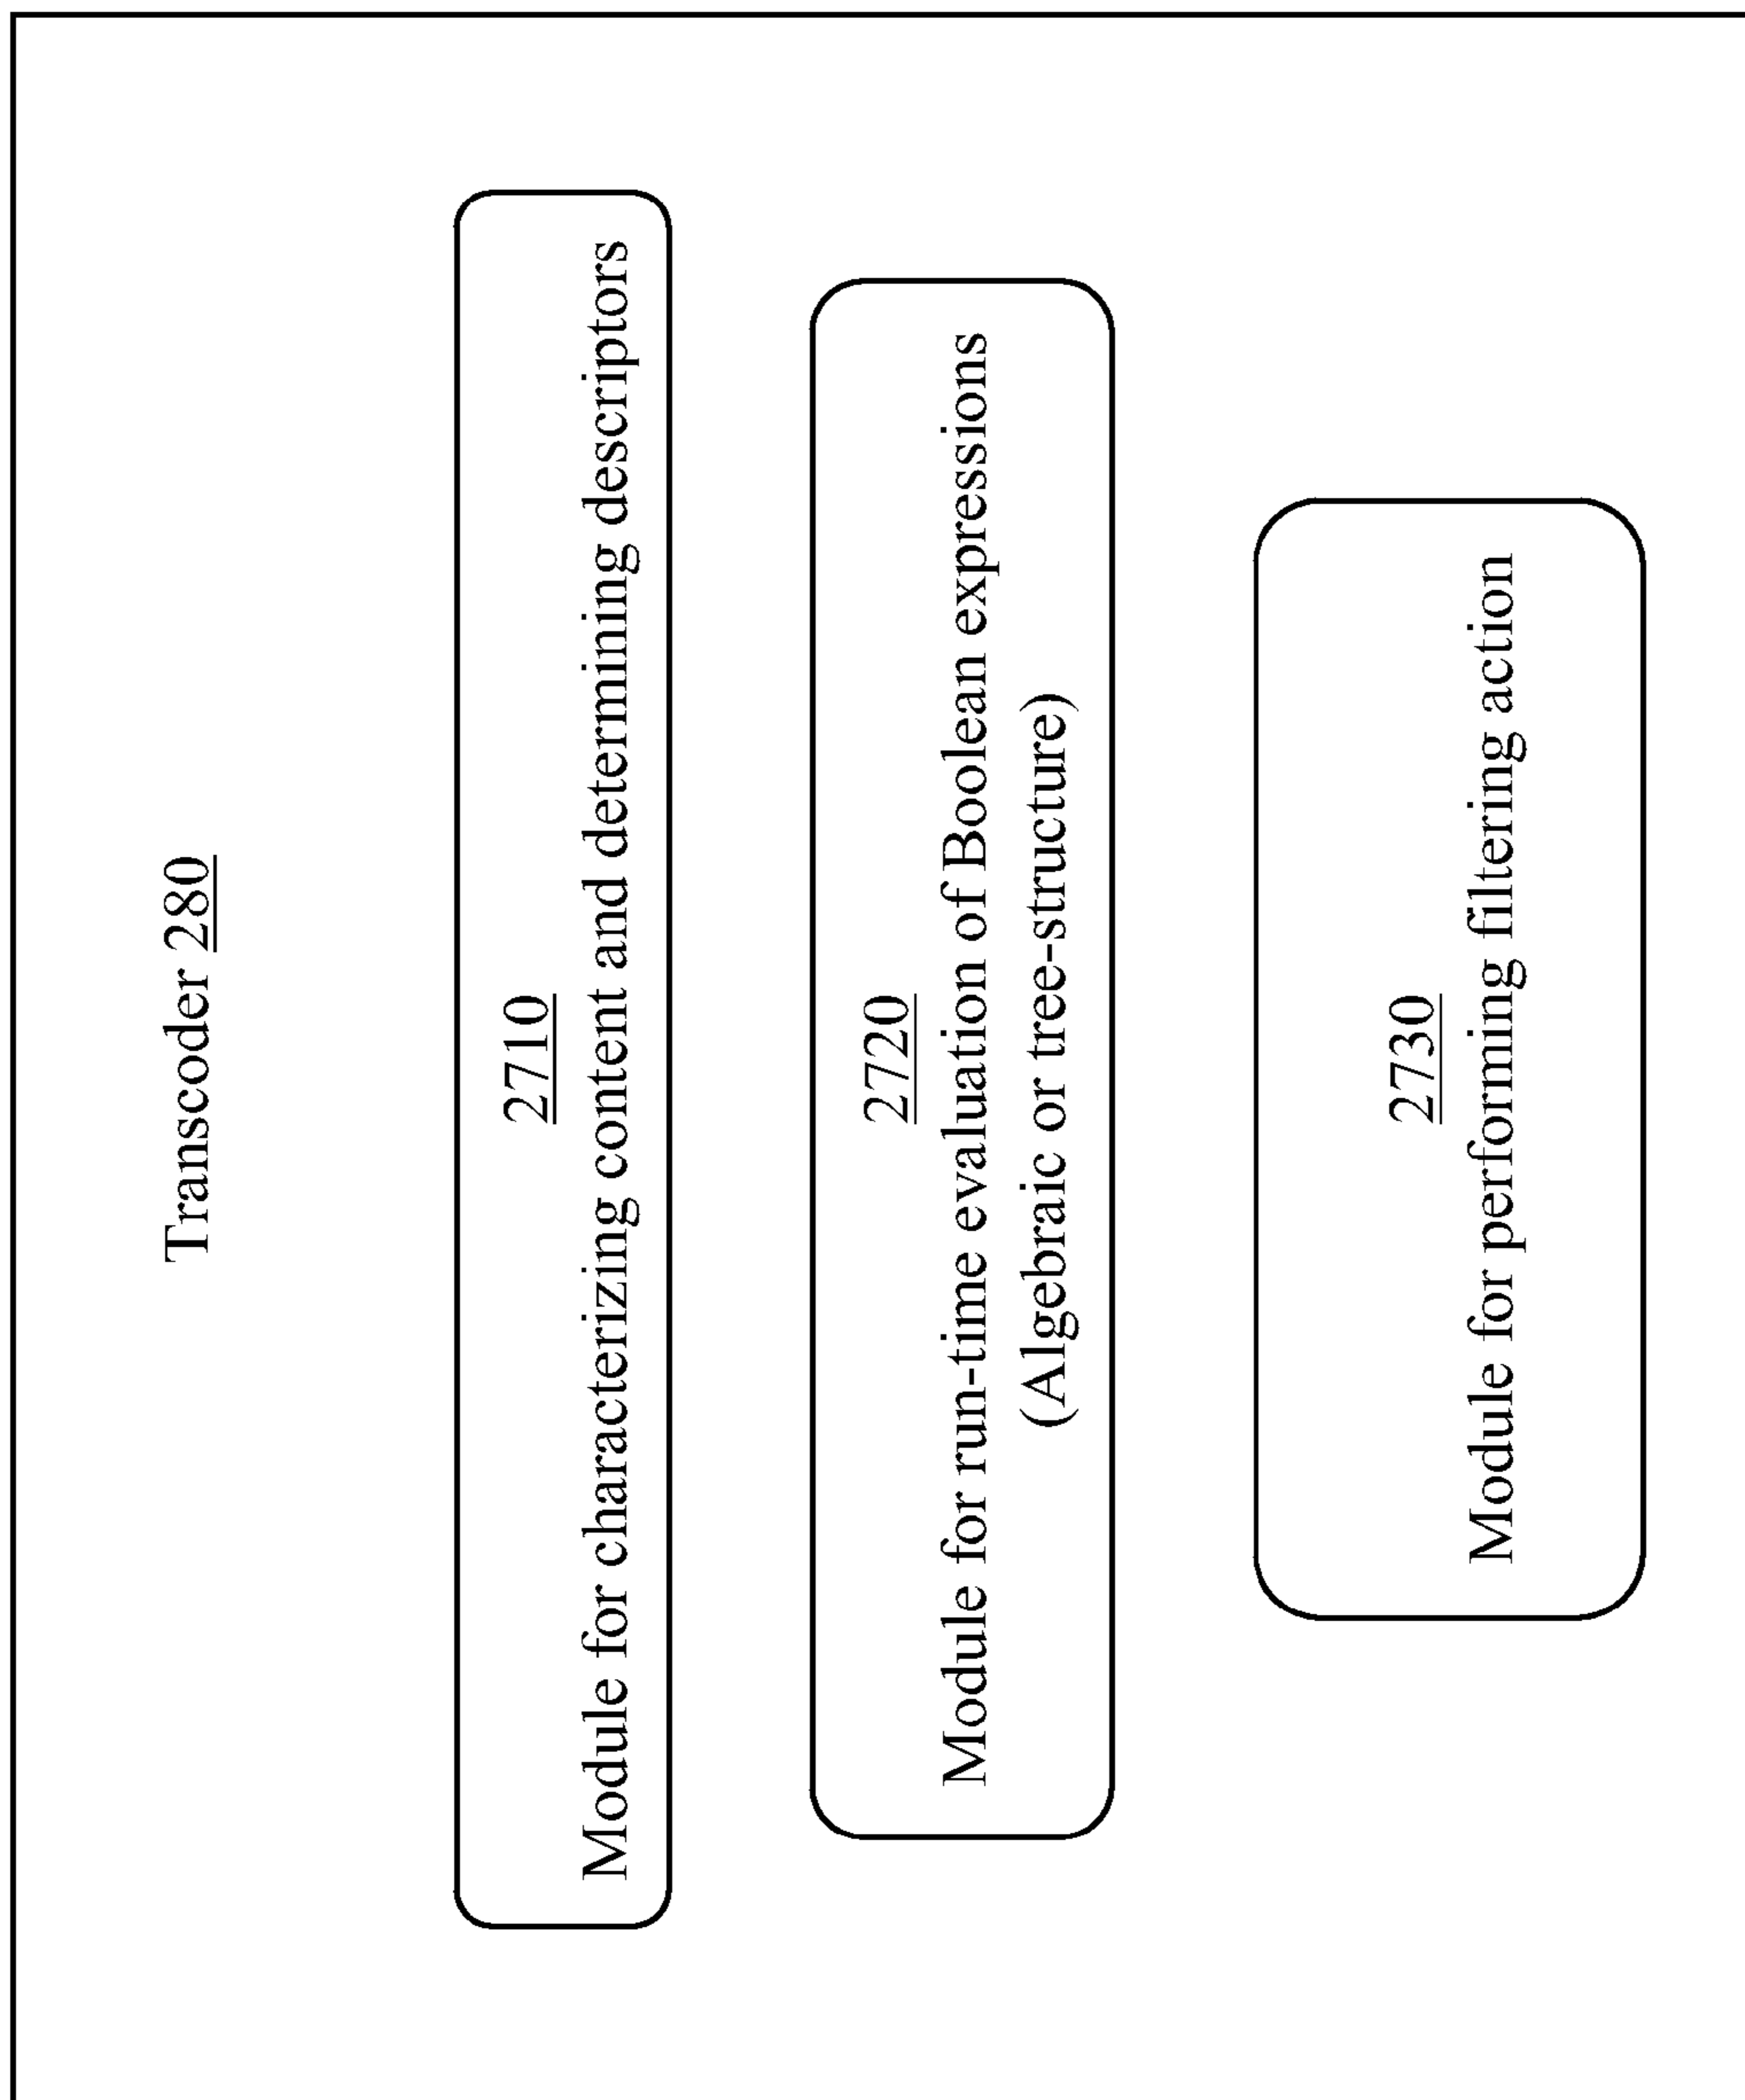 Transcoder 280
2710
Module for characterizing content and determining descriptors
2720
Module for run-time evaluation of Boolean expressions
(Algebraic or tree-structure)
2730
Module for performing filtering action